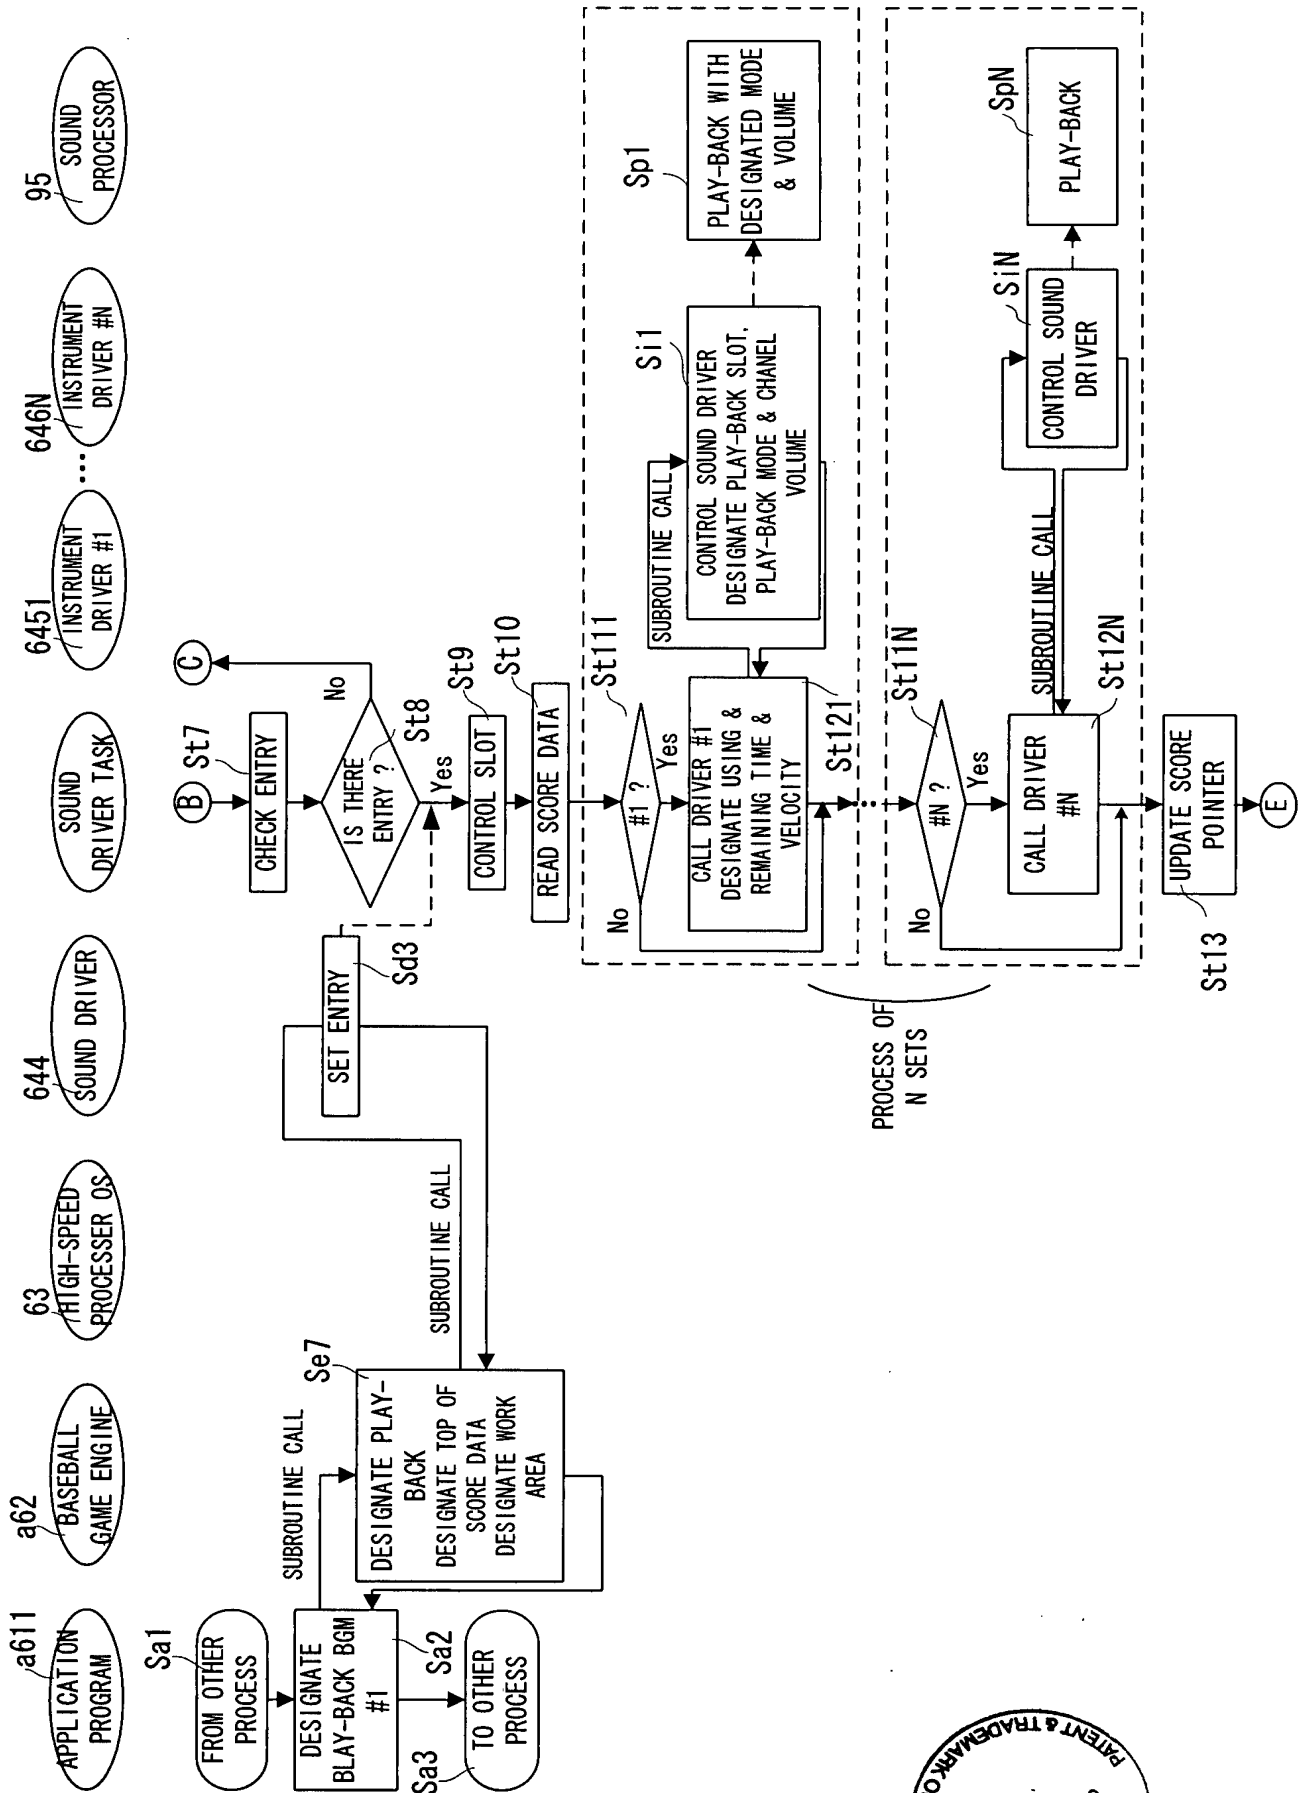 a611
APPLICATION
PROGRAM
a62
BASEBALL
GAME ENGINE
63
HIGH-SPEED
PROCESSER OS
644
SOUND DRIVER
SOUND
DRIVER TASK
6451
INSTRUMENT
DRIVER #1
646N
INSTRUMENT
DRIVER #N
95
SOUND
PROCESSOR
Sa1
FROM OTHER
PROCESS
DESIGNATE
BLAY-BACK BGM
#1
Sa2
Sa3
TO OTHER
PROCESS
SUBROUTINE CALL
Se7
DESIGNATE PLAY-
BACK
DESIGNATE TOP OF
SCORE DATA
DESIGNATE WORK
AREA
SUBROUTINE CALL
SET ENTRY
Sd3
B
C
St7
CHECK ENTRY
IS THERE
ENTRY ?
No
St8
Yes
St9
CONTROL SLOT
St10
READ SCORE DATA
St111
#1 ?
No
Yes
CALL DRIVER #1
DESIGNATE USING &
REMAINING TIME &
VELOCITY
St121
SUBROUTINE CALL
Si1
CONTROL SOUND DRIVER
DESIGNATE PLAY-BACK SLOT,
PLAY-BACK MODE & CHANEL
VOLUME
Sp1
PLAY-BACK WITH
DESIGNATED MODE
& VOLUME
PROCESS OF
N SETS
St11N
#N ?
No
Yes
CALL DRIVER
#N
St12N
SUBROUTINE CALL
SiN
CONTROL SOUND
DRIVER
SpN
PLAY-BACK
St13
UPDATE SCORE
POINTER
E
PATENT & TRADEMARK O